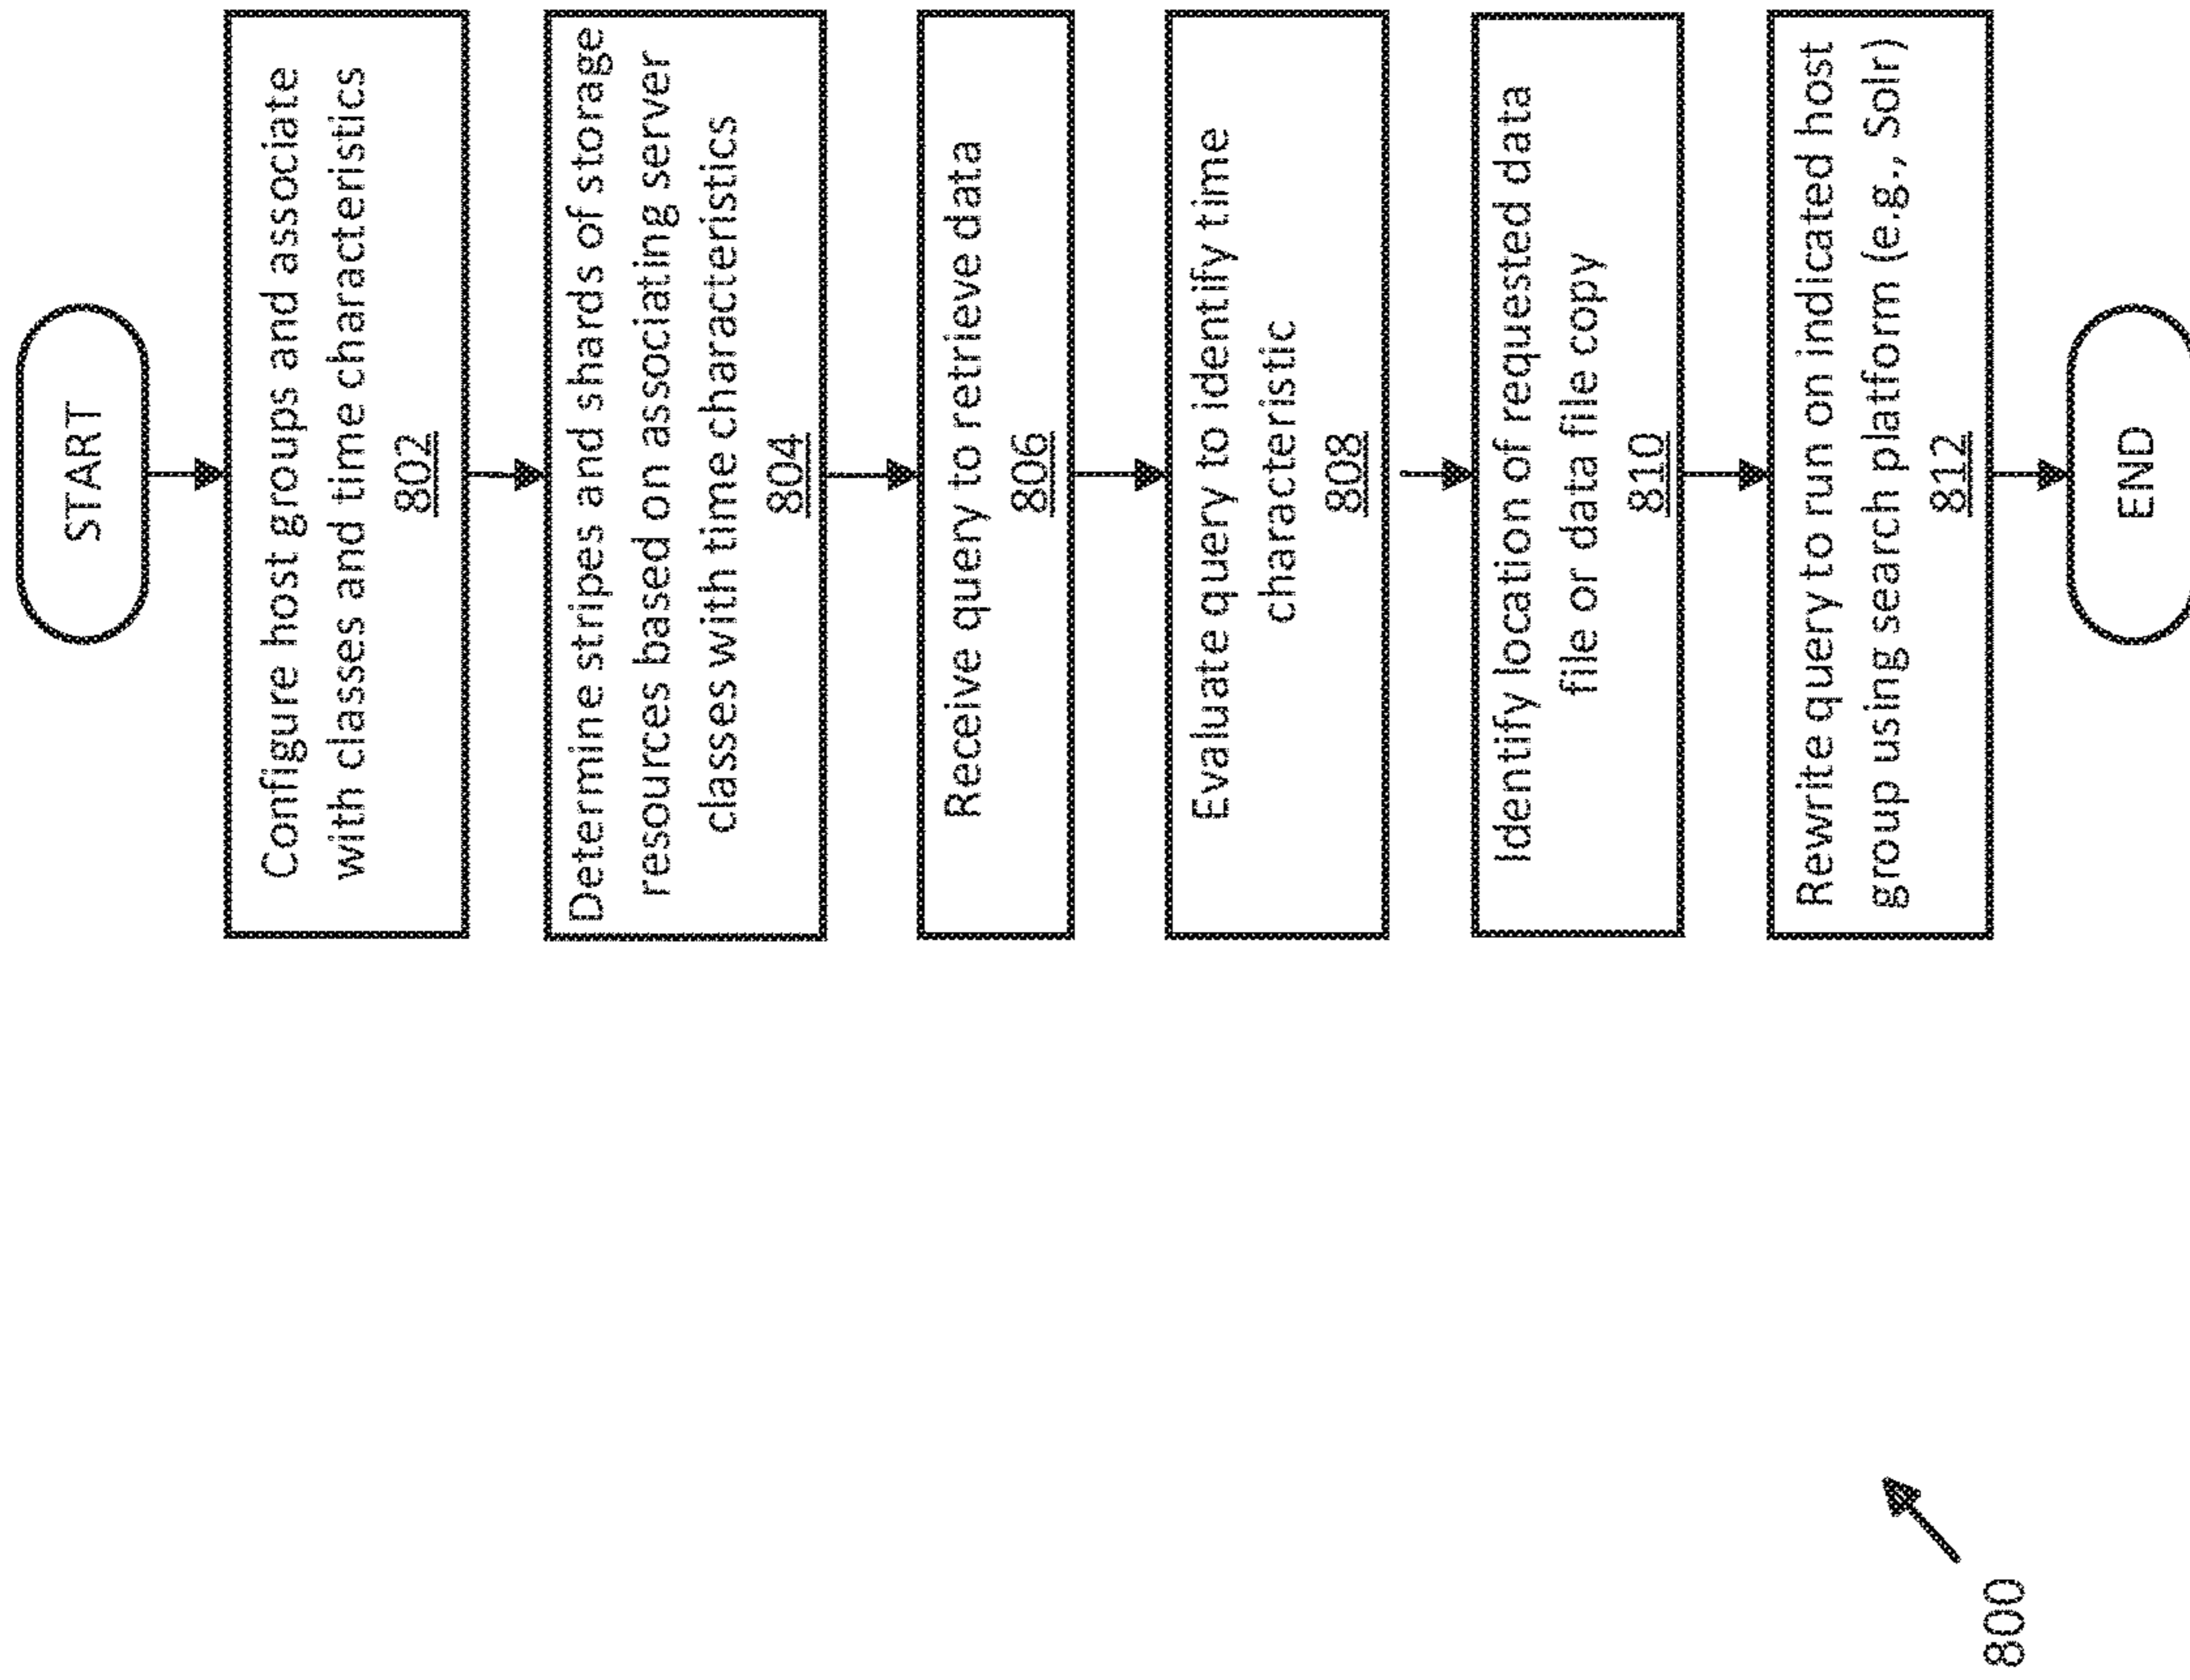 START
Configure host groups and associate
with classes and time characteristics
802
Determine stripes and shards of storage
resources based on associating server
classes with time characteristics
804
Receive query to retrieve data
806
Evaluate query to identify time
characteristic
808
Identify location of requested data
file or data file copy
810
Rewrite query to run on indicated host
group using search platform (e.g., Solr)
812
END
800